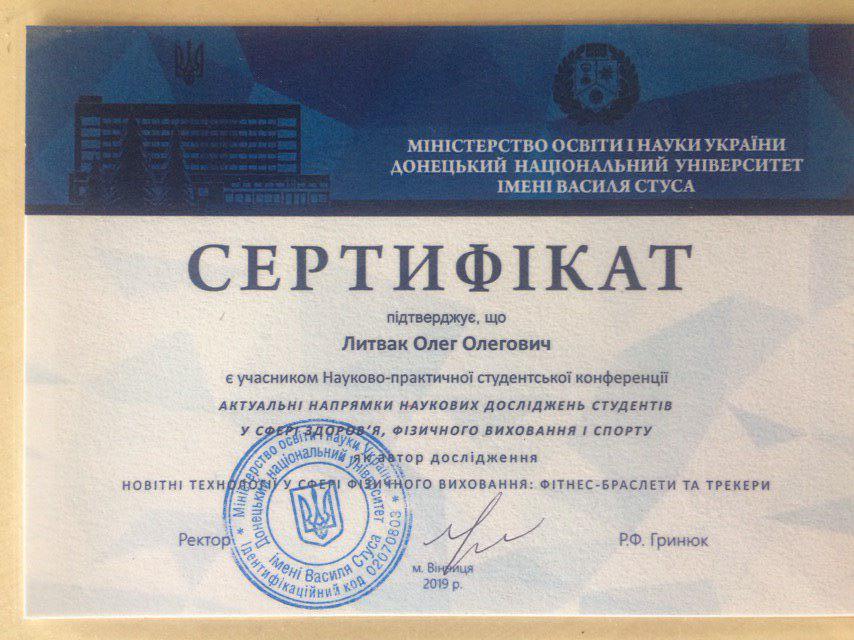 МІНІСТЕРСТВО ОСВІТИ І НАУКИ УКРАЇНИ
ДОНЕЦЬКИЙ НАЦІОНАЛЬНИЙ УНІВЕРСИТЕТ
ІМЕНІ ВАСИЛЯ СТУСА
СЕРТИФІКАТ
підтверджує, що
Литвак Олег Олегович
є учасником Науково-практичної студентської конференції
АКТУАЛЬНІ НАПРЯМКИ НАУКОВИХ ДОСЛІДЖЕНЬ СТУДЕНТІВ
У СФЕРІ ЗДОРОВ'Я, ФІЗИЧНОГО ВИХОВАННЯ І СПОРТУ
як автор дослідження
НОВІТНІ ТЕХНОЛОГІЇ У СФЕРІ ФІЗИЧНОГО ВИХОВАННЯ: ФІТНЕС-БРАСЛЕТИ ТА ТРЕКЕРИ
Ректор
Р.Ф. Гринюк
м. Вінниця
2019 р.
* Міністерство освіти і науки України *
Ідентифікаційний код 02070803
Донецький національний університет
імені Василя Стуса